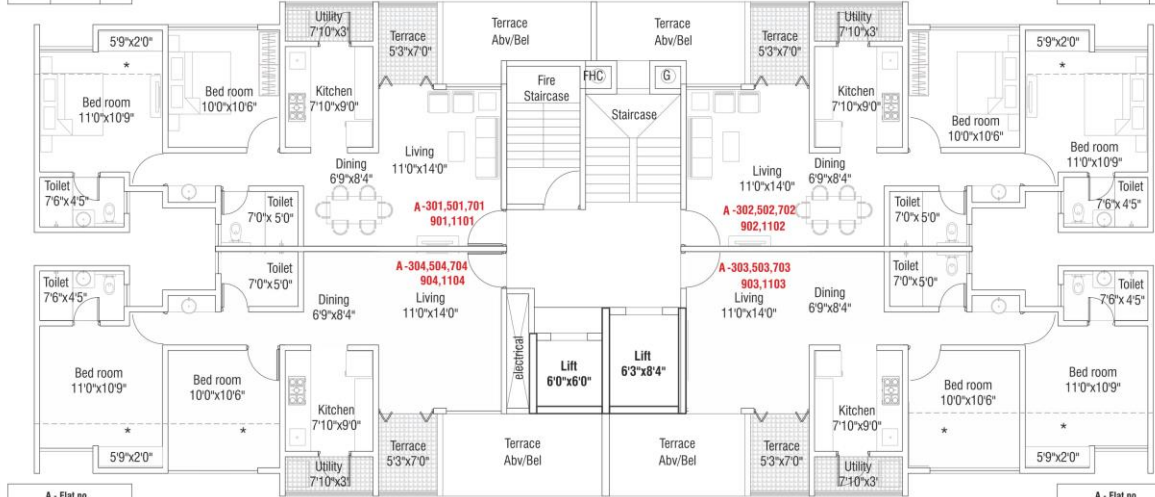 Utility
7'10"x3'
Terrace
5'3"x7'0"
Terrace
Abv/Bel
Terrace
Abv/Bel
Terrace
5'3"x7'0"
Utility
7'10"x3'
5'9"x2'0"
*
Bed room
11'0"x10'9"
Bed room
10'0"x10'6"
Kitchen
7'10"x9'0"
Fire
Staircase
FHC
G
Staircase
Kitchen
7'10"x9'0"
Bed room
10'0"x10'6"
5'9"x2'0"
*
Bed room
11'0"x10'9"
Living
11'0"x14'0"
Dining
6'9"x8'4"
Living
11'0"x14'0"
Dining
6'9"x8'4"
Toilet
7'6"x4'5"
Toilet
7'0"x 5'0"
A -301,501,701
901,1101
A -302,502,702
902,1102
Toilet
7'0"x 5'0"
Toilet
7'6"x 4'5"
Toilet
7'6"x4'5"
Toilet
7'0"x5'0"
A -304,504,704
904,1104
A -303,503,703
903,1103
Toilet
7'0"x5'0"
Toilet
7'6"x 4'5"
Dining
6'9"x8'4"
Living
11'0"x14'0"
Living
11'0"x14'0"
Dining
6'9"x8'4"
electrical
Lift
6'0"x6'0"
Lift
6'3"x8'4"
Bed room
11'0"x10'9"
Bed room
10'0"x10'6"
Kitchen
7'10"x9'0"
Kitchen
7'10"x9'0"
Bed room
10'0"x10'6"
Bed room
11'0"x10'9"
*
*
*
*
5'9"x2'0"
Utility
7'10"x3'
Terrace
5'3"x7'0"
Terrace
Abv/Bel
Terrace
Abv/Bel
Terrace
5'3"x7'0"
Utility
7'10"x3'
5'9"x2'0"
A - Flat no
A - Flat no